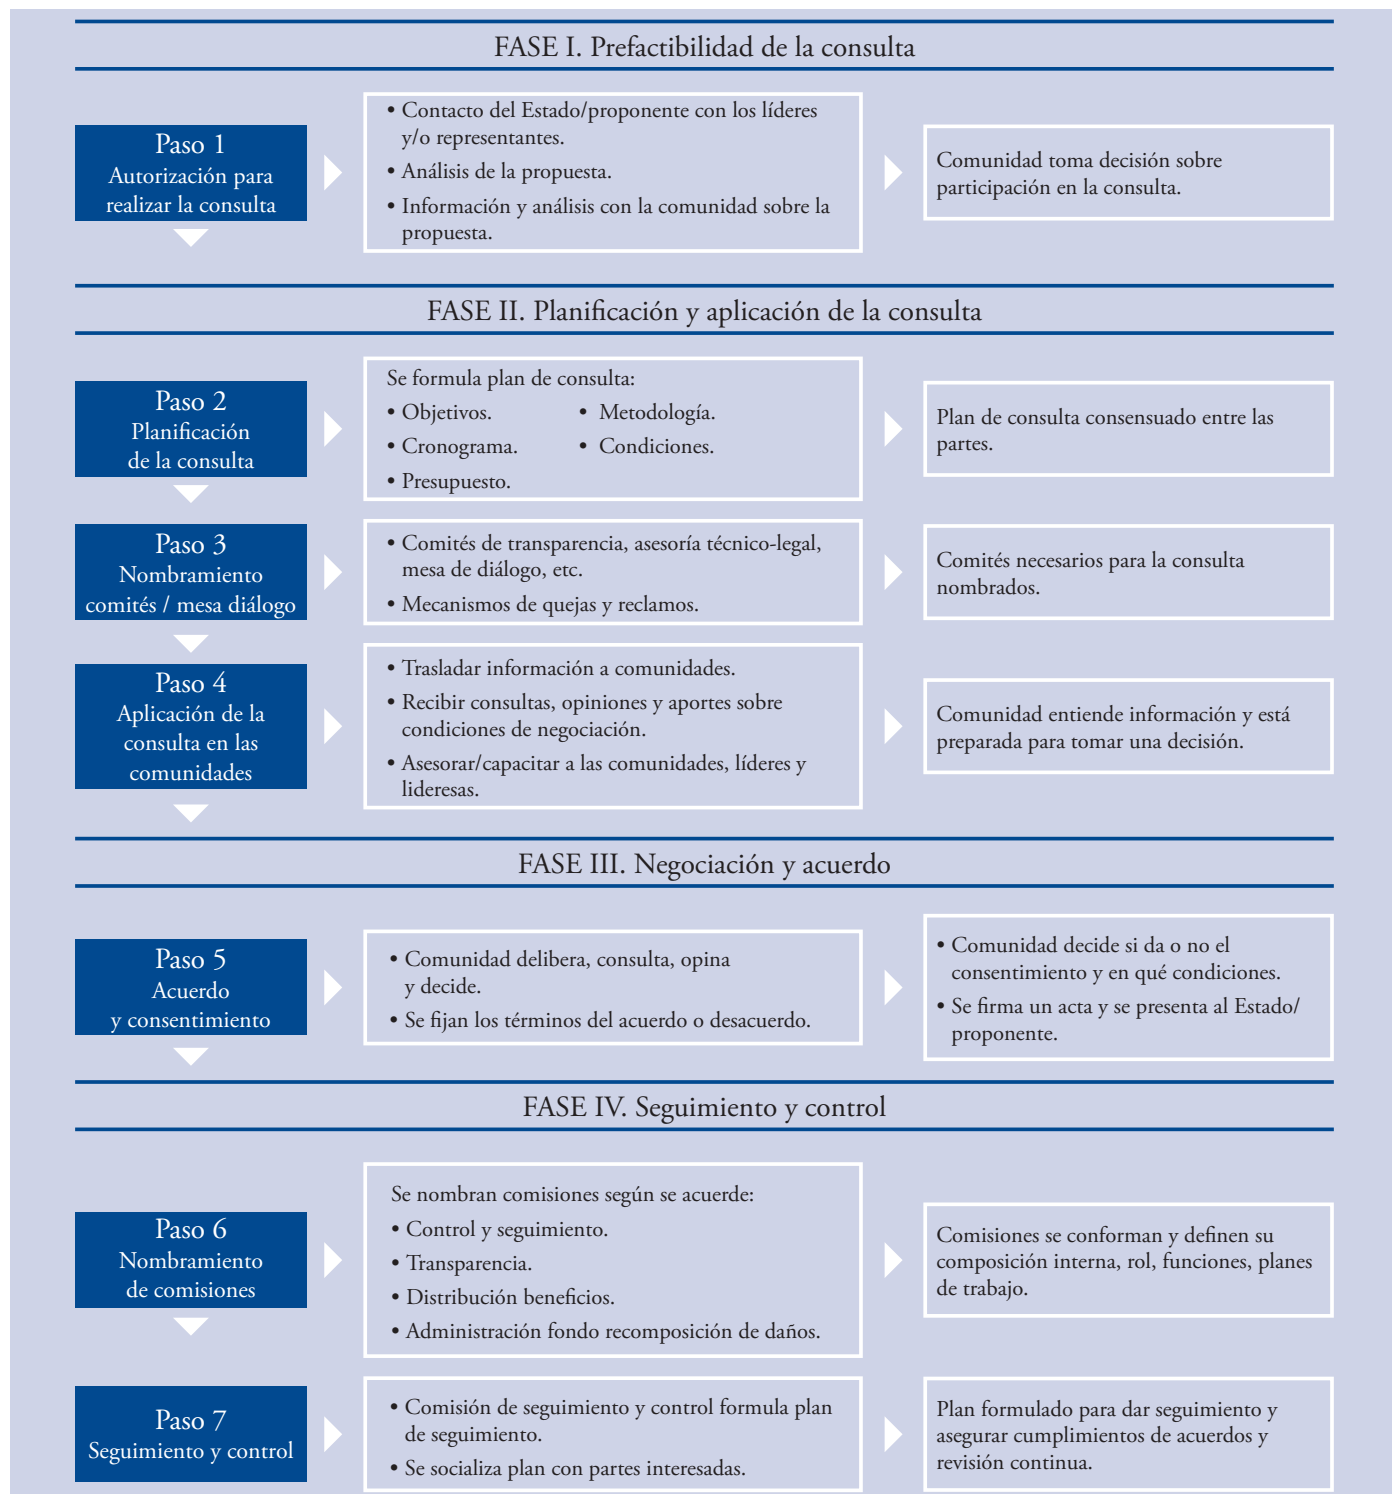 FASE I. Prefactibilidad de la consulta
Paso 1
Autorización para
realizar la consulta
• Contacto del Estado/proponente con los líderes
y/o representantes.
• Análisis de la propuesta.
• Información y análisis con la comunidad sobre la
propuesta.
Comunidad toma decisión sobre
participación en la consulta.
FASE II. Planificación y aplicación de la consulta
Paso 2
Planificación
de la consulta
Se formula plan de consulta:
• Objetivos.
• Cronograma.
• Presupuesto.
• Metodología.
• Condiciones.
Plan de consulta consensuado entre las
partes.
Paso 3
Nombramiento
comités / mesa diálogo
• Comités de transparencia, asesoría técnico-legal,
mesa de diálogo, etc.
• Mecanismos de quejas y reclamos.
Comités necesarios para la consulta
nombrados.
Paso 4
Aplicación de la
consulta en las
comunidades
• Trasladar información a comunidades.
• Recibir consultas, opiniones y aportes sobre
condiciones de negociación.
• Asesorar/capacitar a las comunidades, líderes y
lideresas.
Comunidad entiende información y está
preparada para tomar una decisión.
FASE III. Negociación y acuerdo
Paso 5
Acuerdo
y consentimiento
• Comunidad delibera, consulta, opina
y decide.
• Se fijan los términos del acuerdo o desacuerdo.
• Comunidad decide si da o no el
consentimiento y en qué condiciones.
• Se firma un acta y se presenta al Estado/
proponente.
FASE IV. Seguimiento y control
Paso 6
Nombramiento
de comisiones
Se nombran comisiones según se acuerde:
• Control y seguimiento.
• Transparencia.
• Distribución beneficios.
• Administración fondo recomposición de daños.
Comisiones se conforman y definen su
composición interna, rol, funciones, planes
de trabajo.
Paso 7
Seguimiento y control
• Comisión de seguimiento y control formula plan
de seguimiento.
• Se socializa plan con partes interesadas.
Plan formulado para dar seguimiento y
asegurar cumplimientos de acuerdos y
revisión continua.